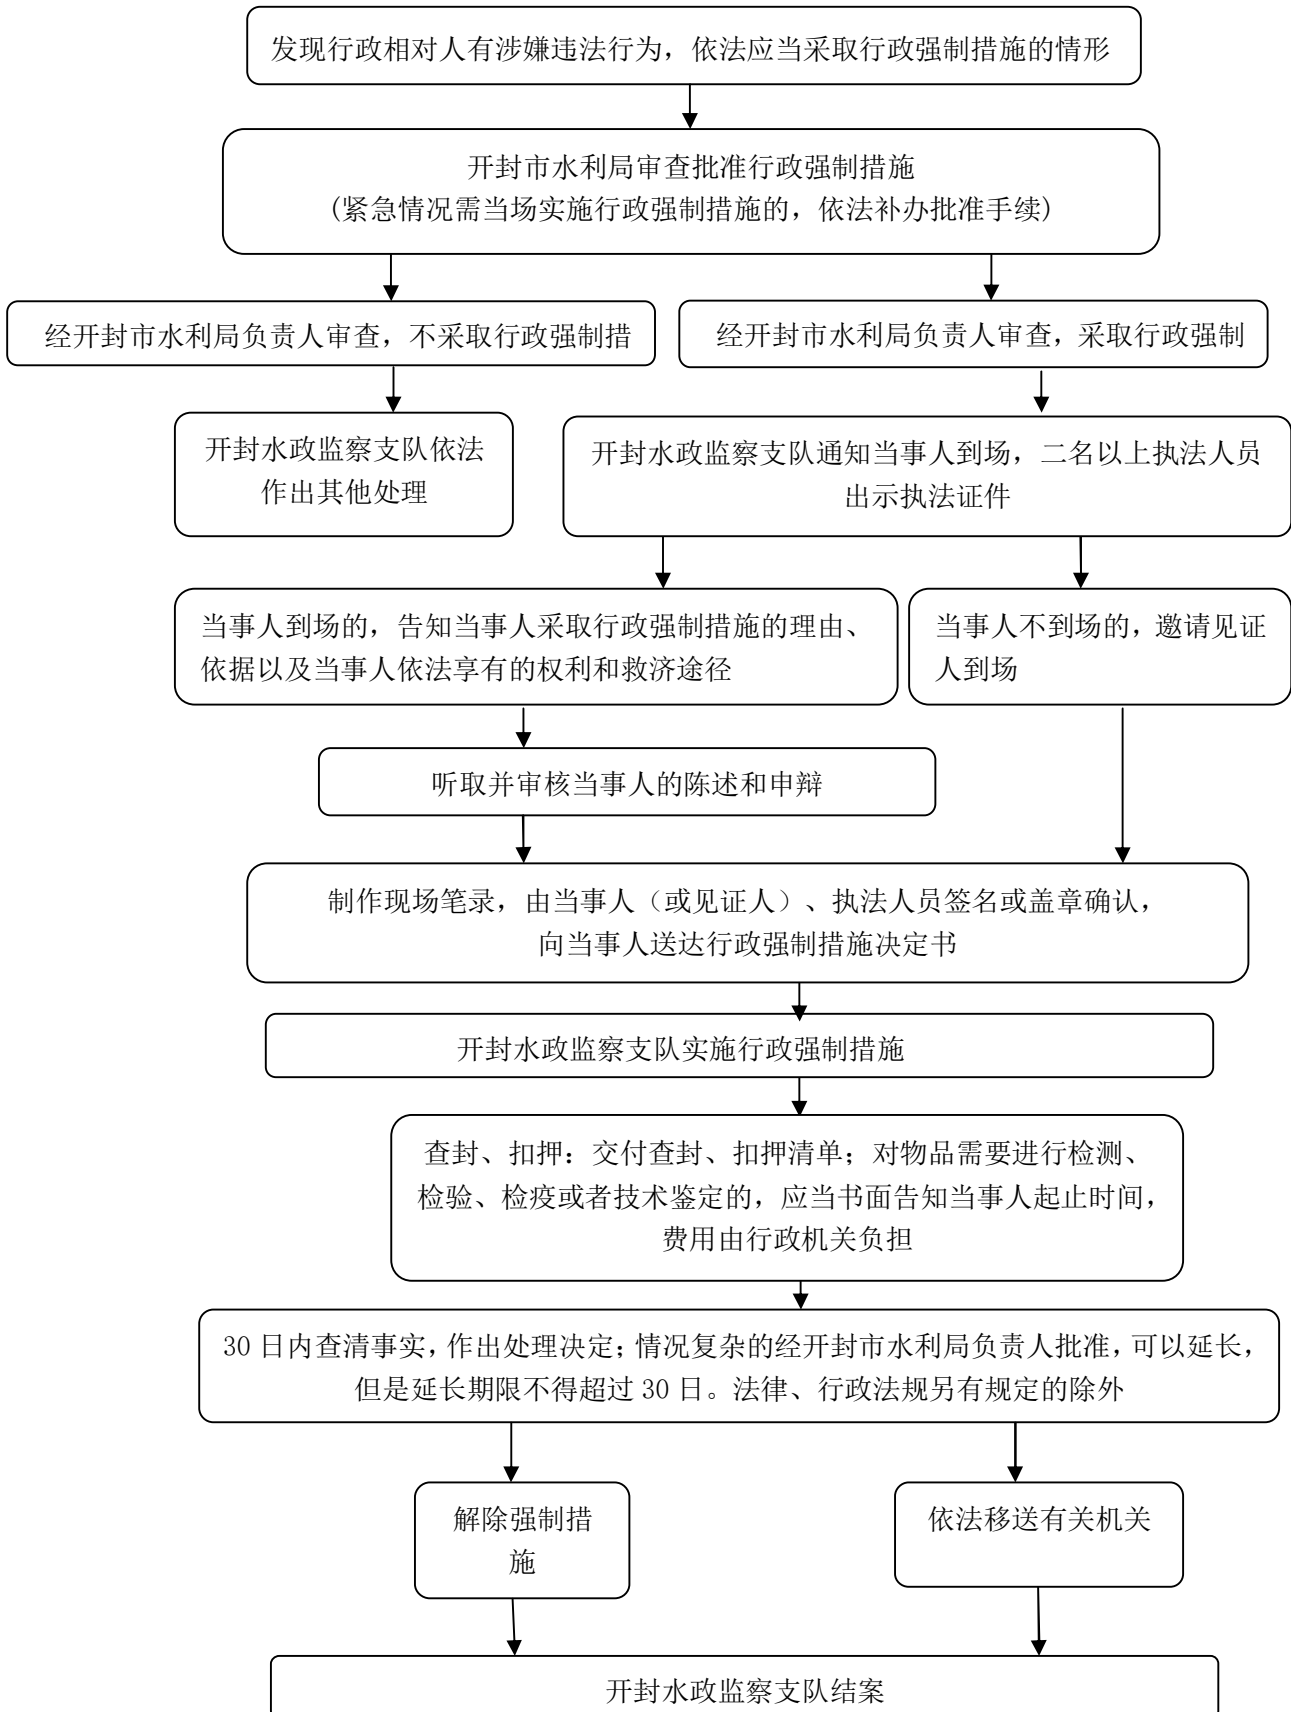 发现行政相对人有涉嫌违法行为，依法应当采取行政强制措施的情形
开封市水利局审查批准行政强制措施
(紧急情况需当场实施行政强制措施的，依法补办批准手续)
经开封市水利局负责人审查，不采取行政强制措
经开封市水利局负责人审查，采取行政强制
开封水政监察支队依法
作出其他处理
开封水政监察支队通知当事人到场，二名以上执法人员
出示执法证件
当事人到场的，告知当事人采取行政强制措施的理由、
依据以及当事人依法享有的权利和救济途径
当事人不到场的，邀请见证
人到场
听取并审核当事人的陈述和申辩
制作现场笔录，由当事人（或见证人）、执法人员签名或盖章确认，
向当事人送达行政强制措施决定书
开封水政监察支队实施行政强制措施
查封、扣押：交付查封、扣押清单；对物品需要进行检测、
检验、检疫或者技术鉴定的，应当书面告知当事人起止时间，
费用由行政机关负担
30 日内查清事实，作出处理决定；情况复杂的经开封市水利局负责人批准，可以延长，
但是延长期限不得超过 30 日。法律、行政法规另有规定的除外
解除强制措
施
依法移送有关机关
开封水政监察支队结案